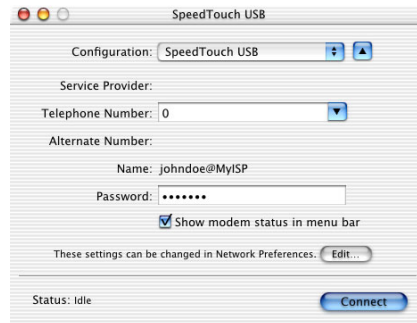 SpeedTouch USB
Configuration: SpeedTouch USB
Service Provider:
Telephone Number: 0
Alternate Number:
Name: johndoe@MyISP
Password: •••••••
Show modem status in menu bar
These settings can be changed in Network Preferences. Edit...
Status: Idle
Connect